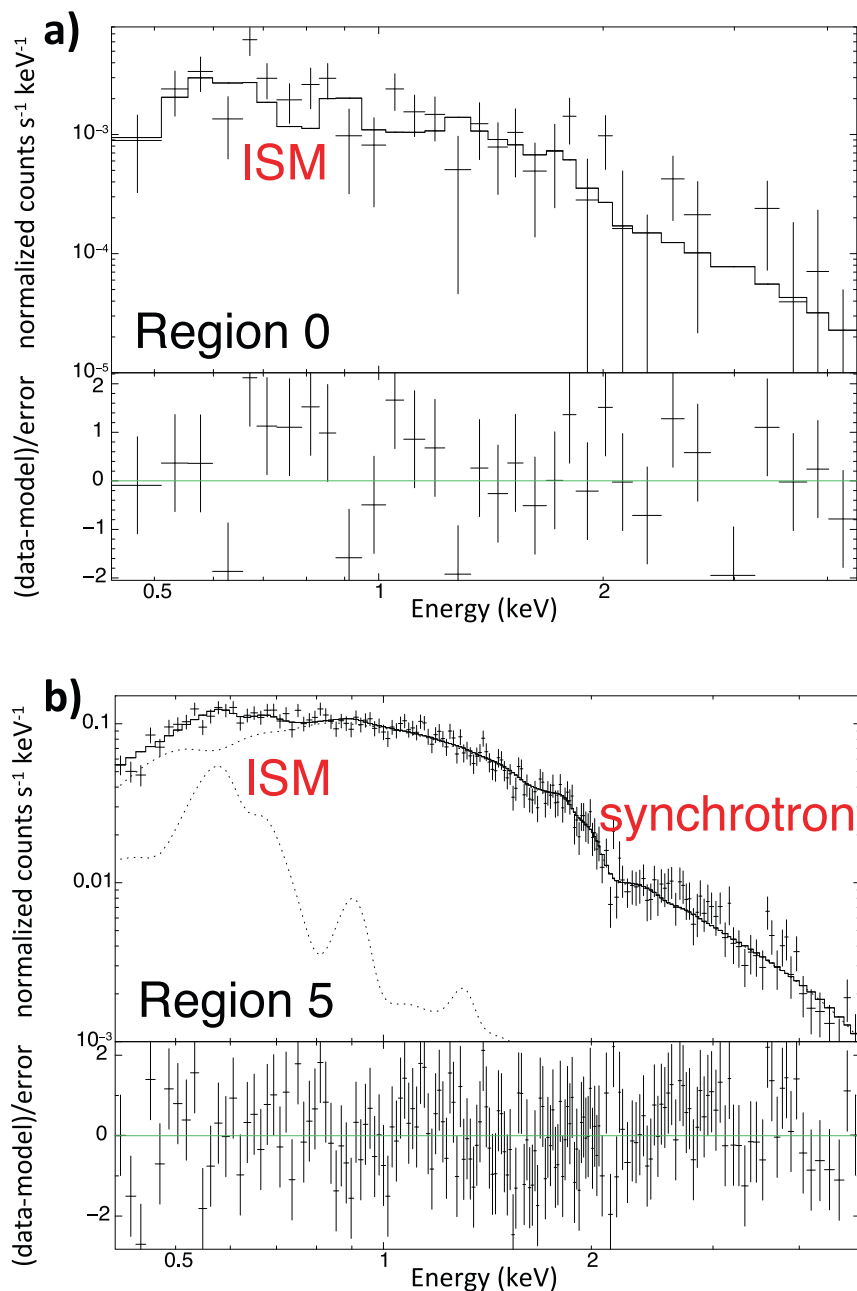 a)
normalized counts s⁻¹ keV⁻¹
10⁻³
10⁻⁴
10⁻⁵
ISM
Region 0
(data-model)/error
2
1
0
−1
−2
0.5
1
2
Energy (keV)
b)
normalized counts s⁻¹ keV⁻¹
0.1
0.01
10⁻³
ISM
synchrotron
Region 5
(data-model)/error
2
0
−2
0.5
1
2
Energy (keV)